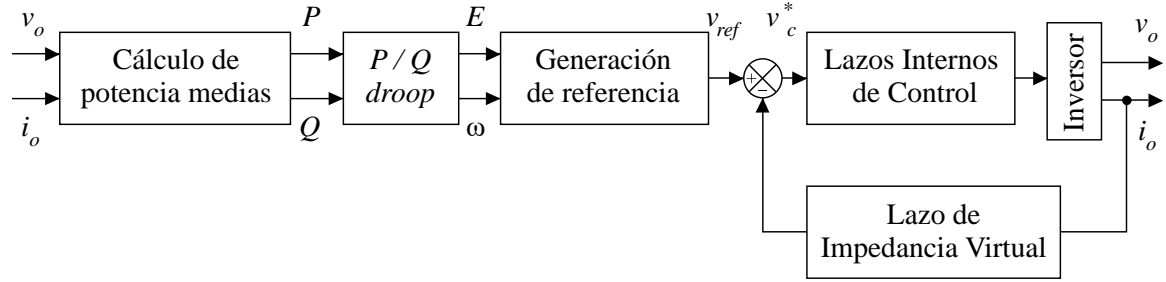 v_o
i_o
Cálculo de
potencia medias
P
Q
P / Q
droop
E
ω
Generación
de referencia
v_ref
+
−
v*_c
Lazos Internos
de Control
Inversor
v_o
i_o
Lazo de
Impedancia Virtual